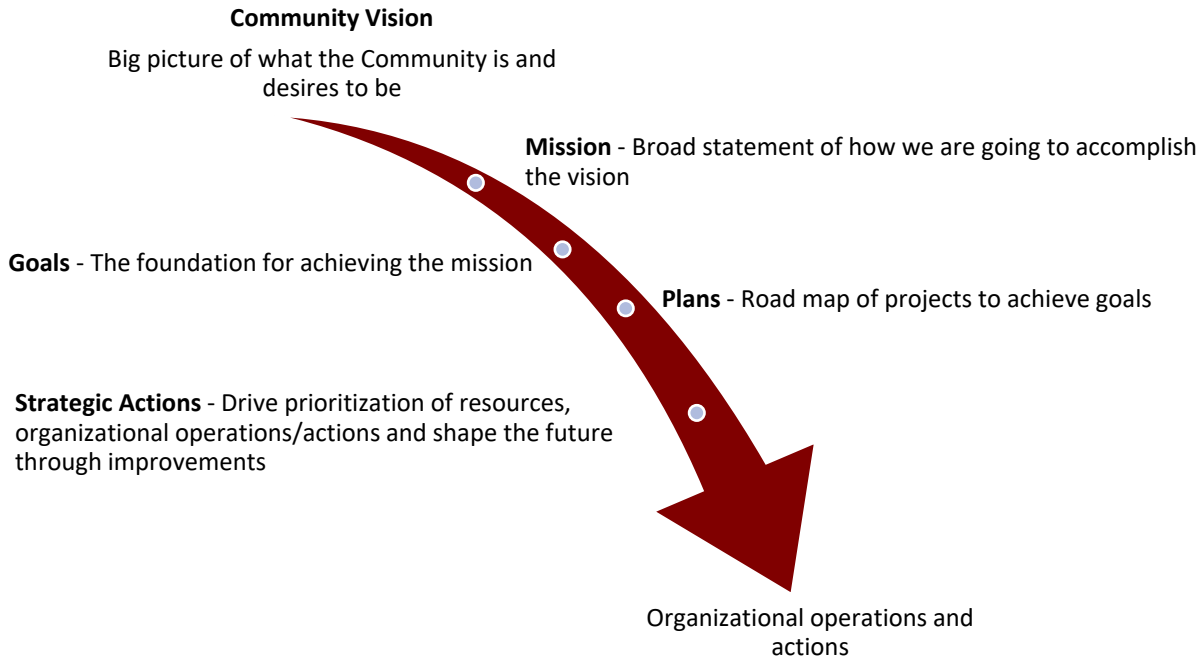 Community Vision
Big picture of what the Community is and
desires to be
Mission - Broad statement of how we are going to accomplish
the vision
Goals - The foundation for achieving the mission
Plans - Road map of projects to achieve goals
Strategic Actions - Drive prioritization of resources,
organizational operations/actions and shape the future
through improvements
Organizational operations and
actions